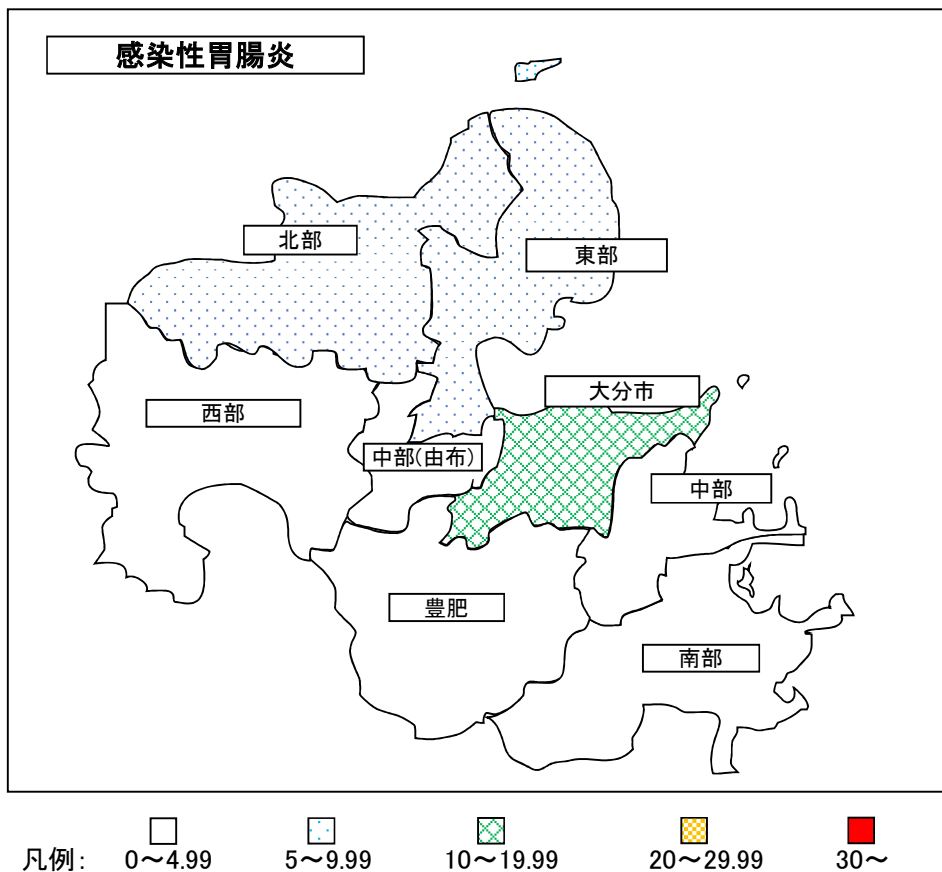 感染性胃腸炎
北部
東部
大分市
西部
中部(由布)
中部
豊肥
南部
凡例: 0～4.99 5～9.99 10～19.99 20～29.99 30～